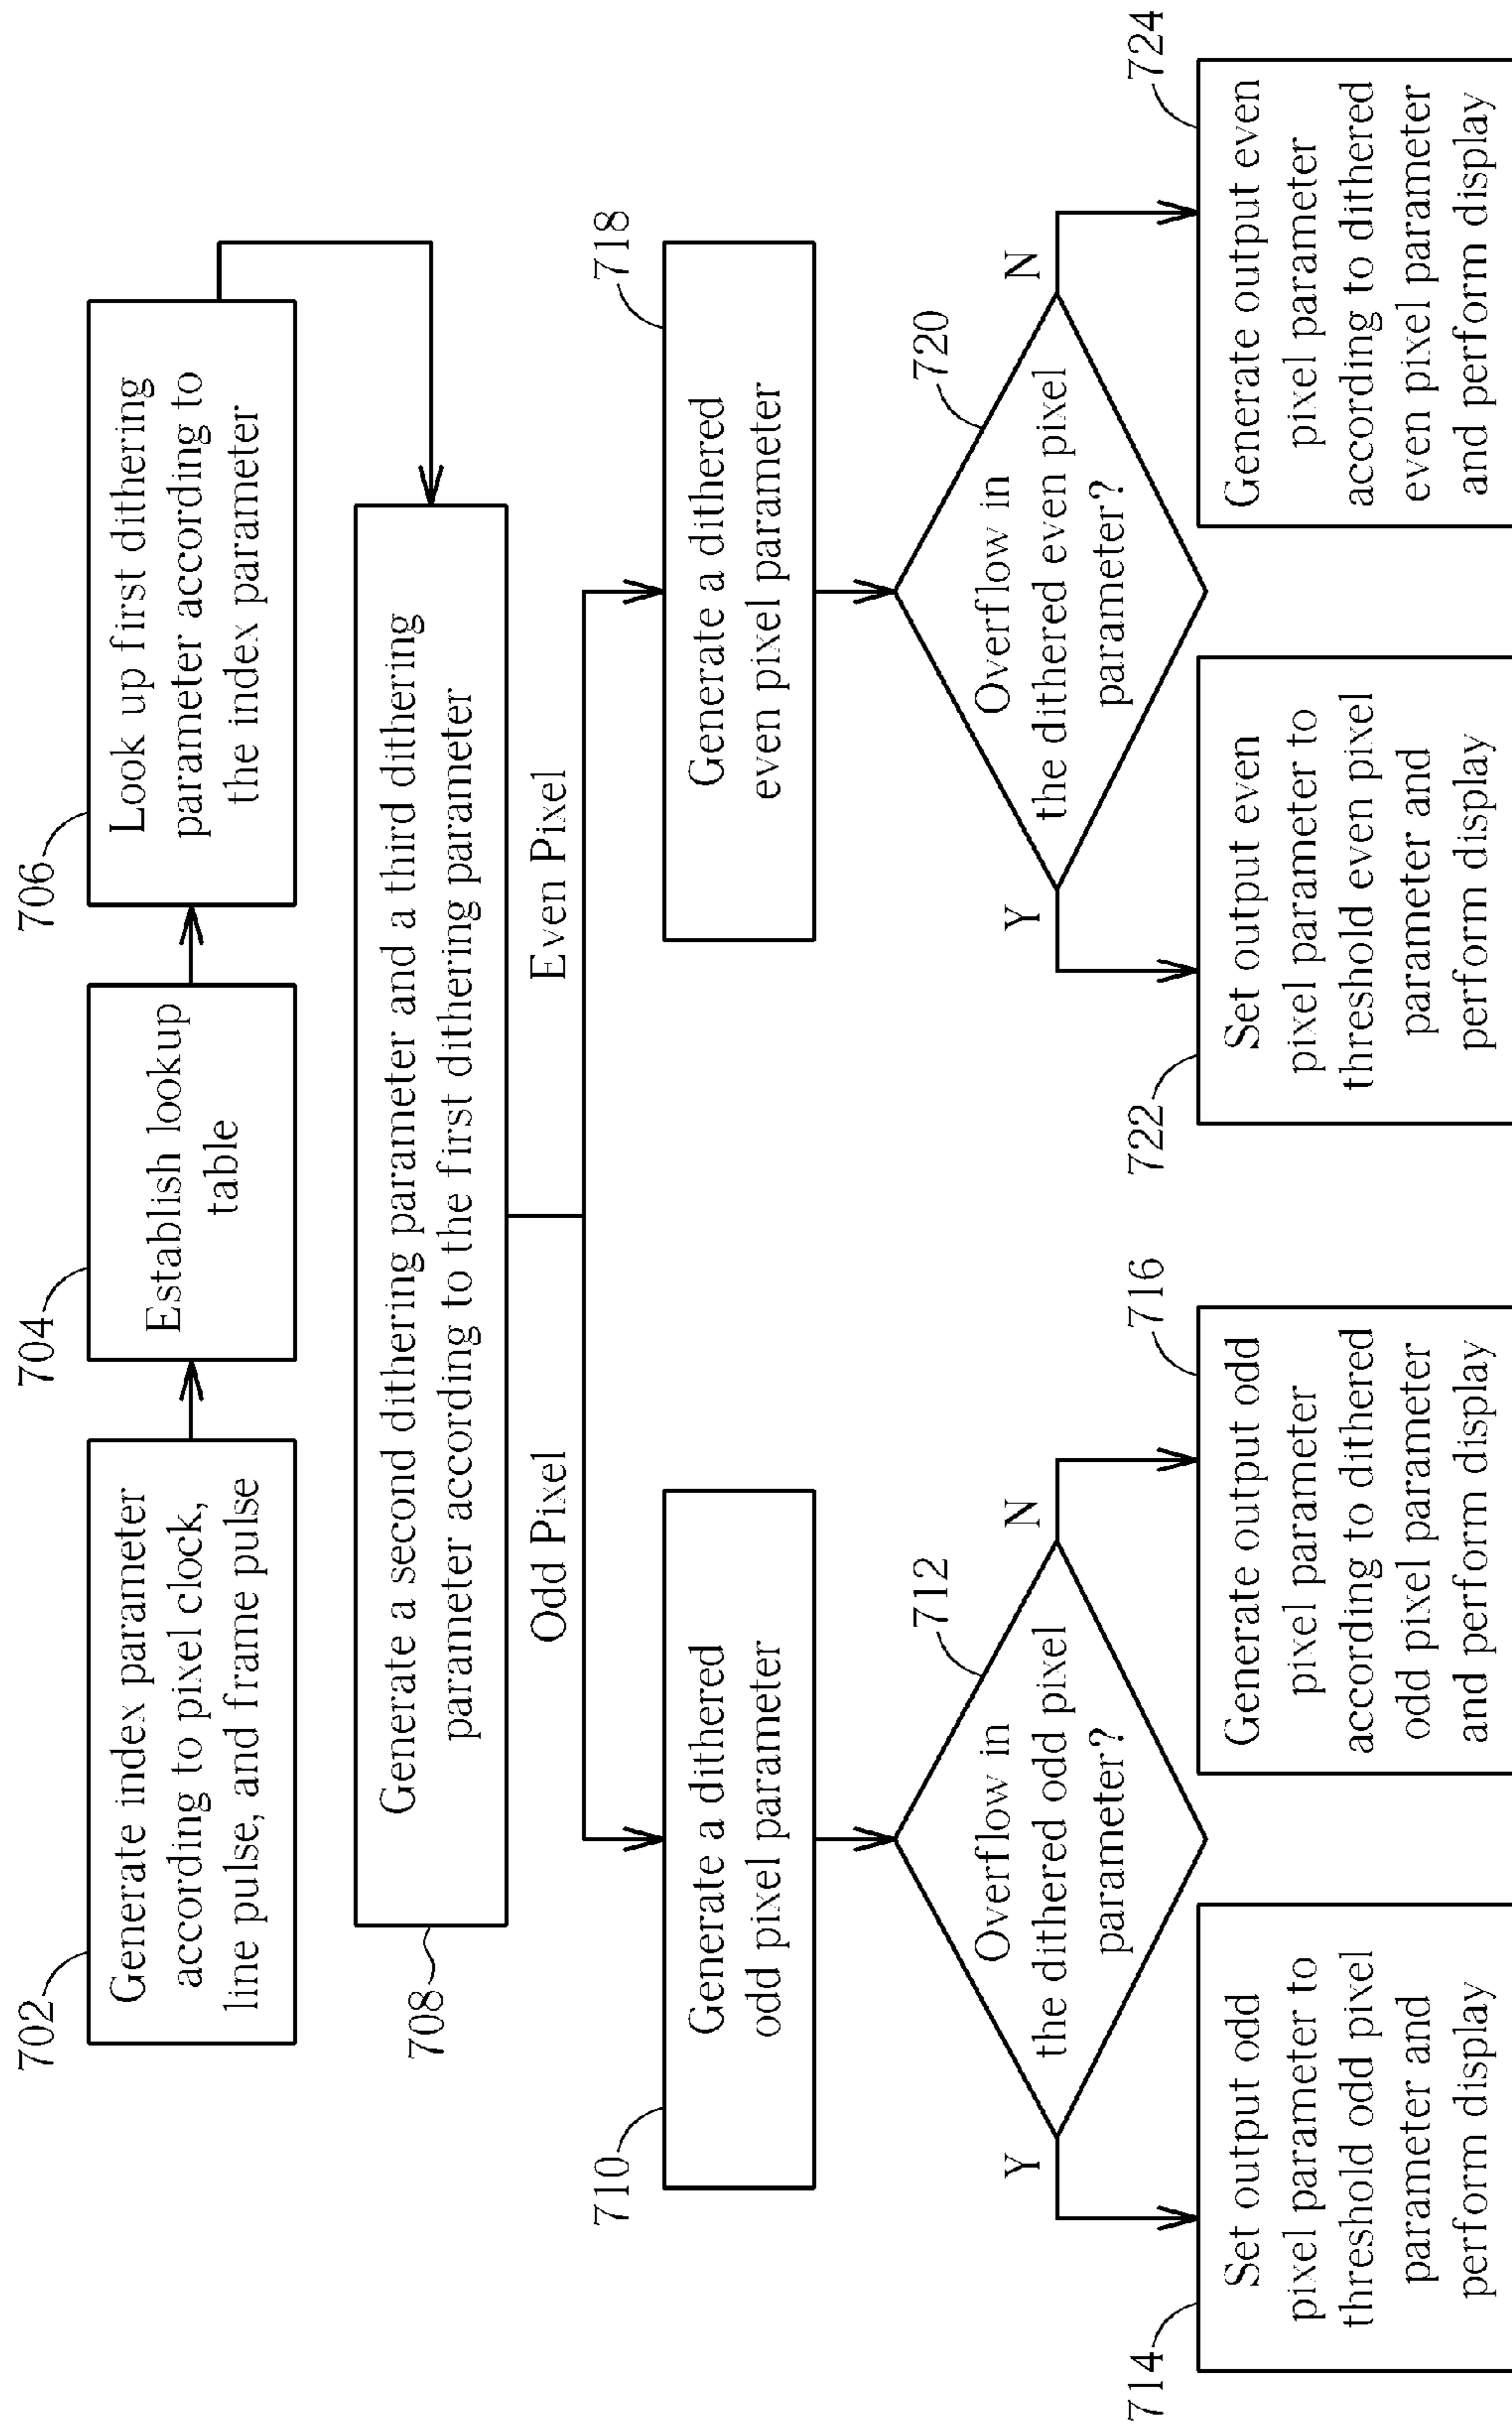 702
Generate index parameter
according to pixel clock,
line pulse, and frame pulse
704
Establish lookup
table
706
Look up first dithering
parameter according to
the index parameter
708
Generate a second dithering parameter and a third dithering
parameter according to the first dithering parameter
Odd Pixel
Even Pixel
710
Generate a dithered
odd pixel parameter
718
Generate a dithered
even pixel parameter
712
Overflow in
the dithered odd pixel
parameter?
Y
N
720
Overflow in
the dithered even pixel
parameter?
Y
N
714
Set output odd
pixel parameter to
threshold odd pixel
parameter and
perform display
716
Generate output odd
pixel parameter
according to dithered
odd pixel parameter
and perform display
722
Set output even
pixel parameter to
threshold even pixel
parameter and
perform display
724
Generate output even
pixel parameter
according to dithered
even pixel parameter
and perform display